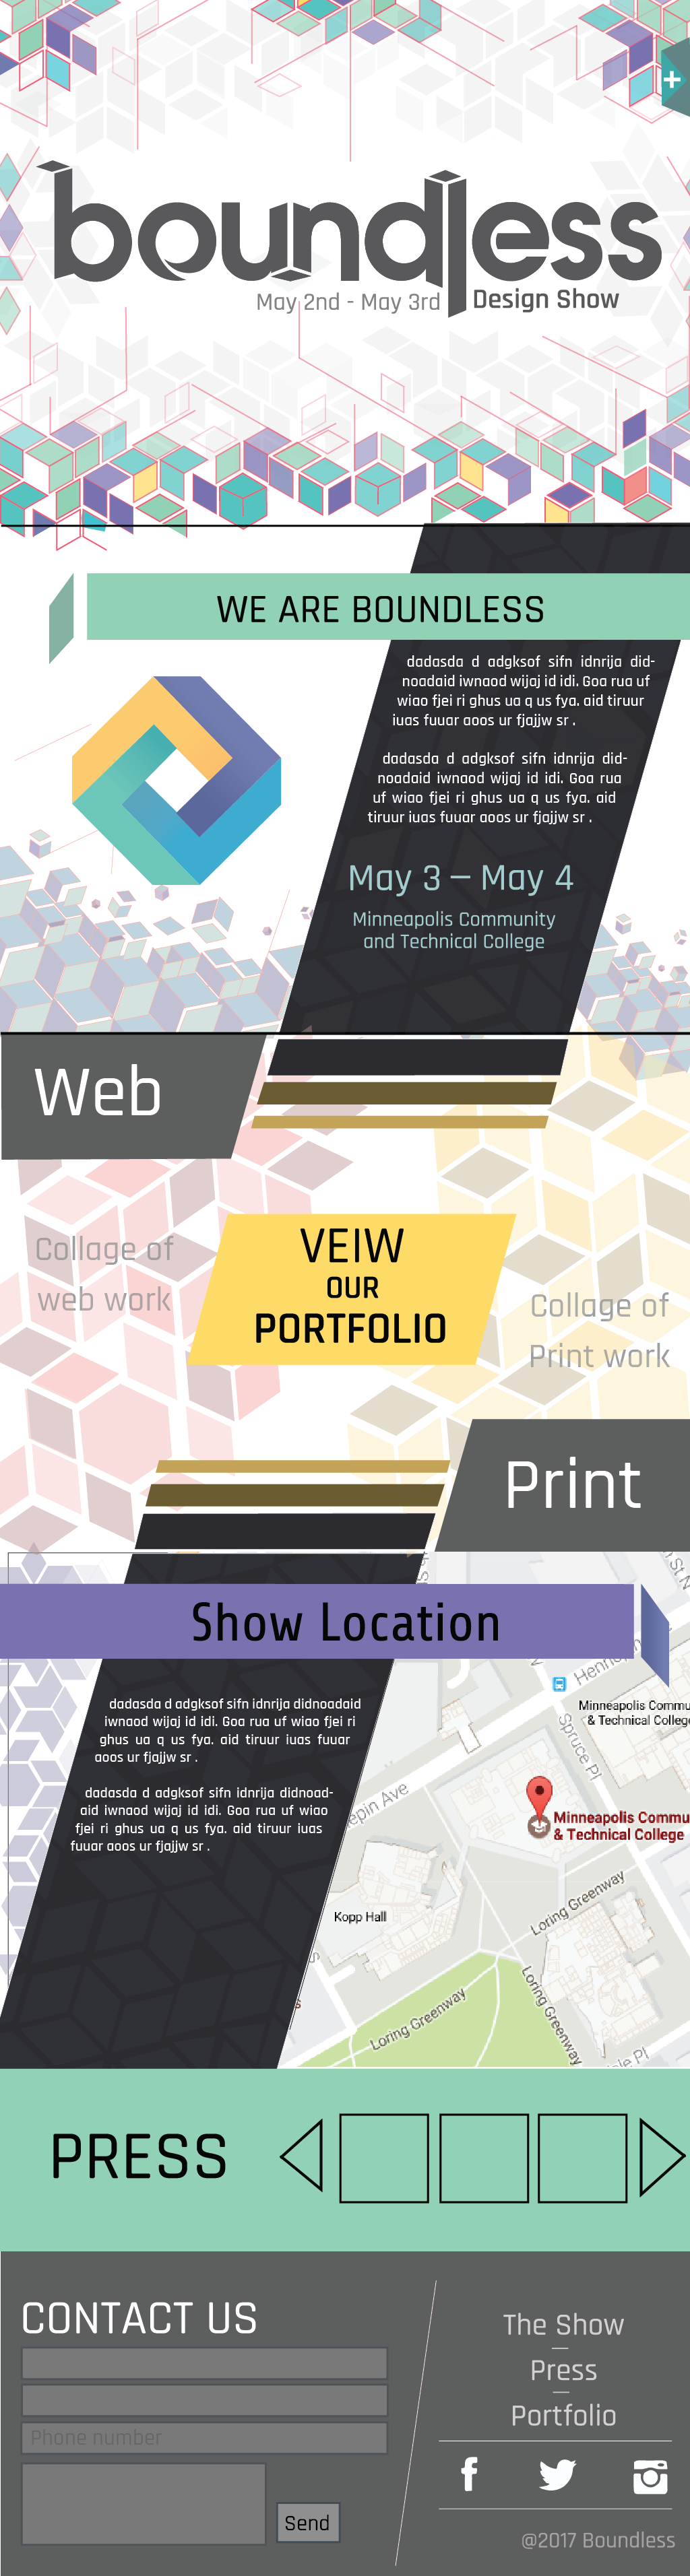 boundless
May 2nd - May 3rd
Design Show
WE ARE BOUNDLESS
dadasda d adgksof sifn idnrija did-
noadaid iwnaod wijaj id idi. Goa rua uf
wiao fjei ri ghus ua q us fya. aid tiruur
iuas fuuar aoos ur fjajjw sr .
dadasda d adgksof sifn idnrija did-
noadaid iwnaod wijaj id idi. Goa rua
uf wiao fjei ri ghus ua q us fya. aid
tiruur iuas fuuar aoos ur fjajjw sr .
May 3 – May 4
Minneapolis Community
and Technical College
Web
Collage of
web work
VEIW
OUR
PORTFOLIO
Collage of
Print work
Print
Show Location
dadasda d adgksof sifn idnrija didnoadaid
iwnaod wijaj id idi. Goa rua uf wiao fjei ri
ghus ua q us fya. aid tiruur iuas fuuar
aoos ur fjajjw sr .
dadasda d adgksof sifn idnrija didnoad-
aid iwnaod wijaj id idi. Goa rua uf wiao
fjei ri ghus ua q us fya. aid tiruur iuas
fuuar aoos ur fjajjw sr .
Minneapolis Commu
& Technical College
Spruce Pl
epin Ave
Minneapolis Commu
& Technical College
Kopp Hall
Loring Greenway
Loring Greenway
Loring Greenway
PRESS
CONTACT US
Phone number
Send
The Show
Press
Portfolio
@2017 Boundless